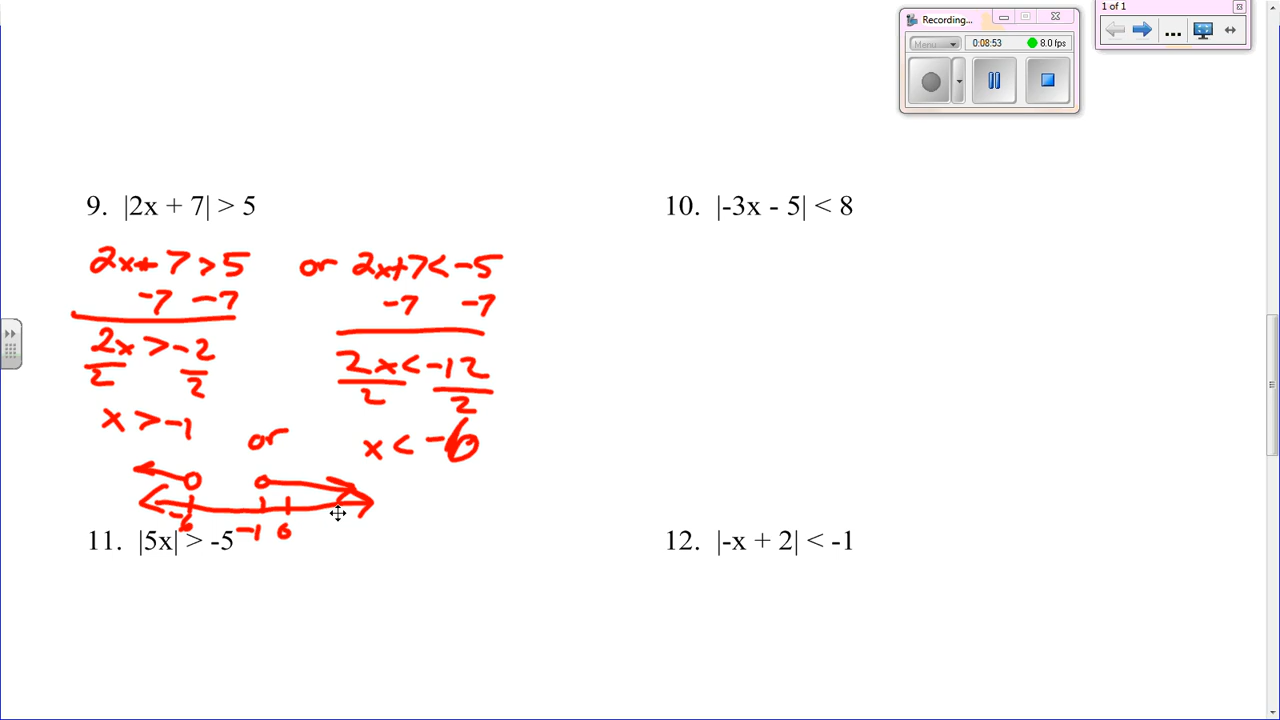 Recording...
1 of 1
Menu
0:08:53
8.0 fps
...
9. |2x + 7| > 5
2x + 7 > 5 or 2x+7 < -5
-7 -7
-7 -7
2x > -2
2 2
2x < -12
2 2
x > -1 or x < -6
-6 -1 0
10. |-3x - 5| < 8
11. |5x| > -5
12. |-x + 2| < -1